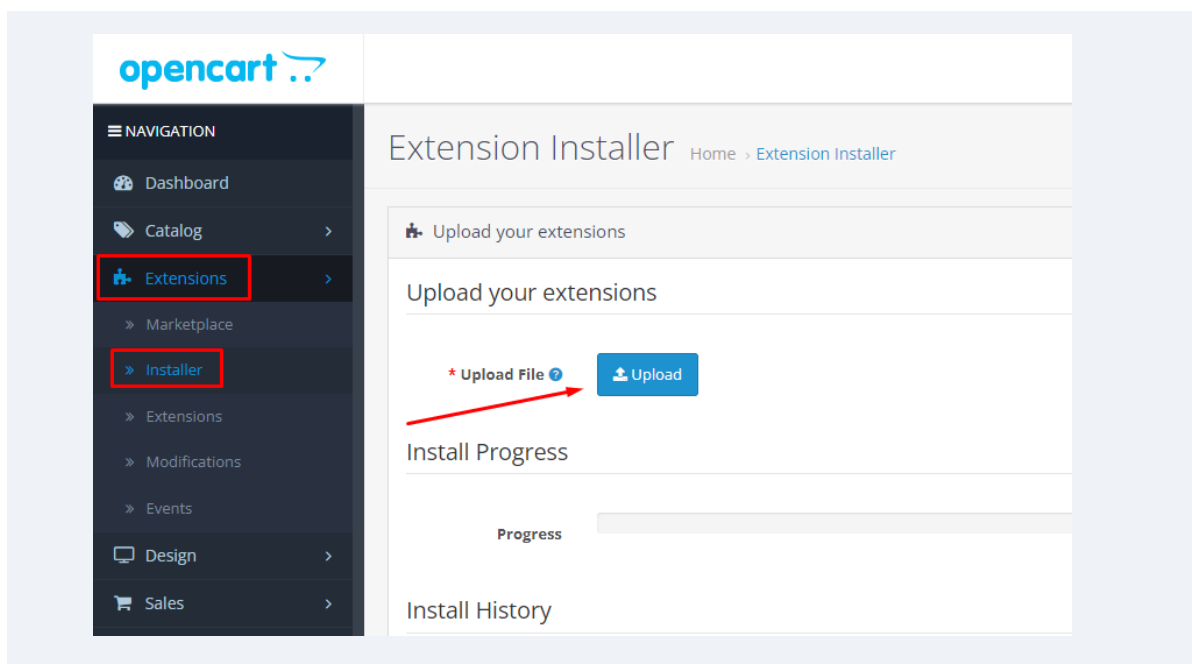 opencart
NAVIGATION
Dashboard
Catalog
Extensions
Marketplace
Installer
Extensions
Modifications
Events
Design
Sales
Extension Installer Home › Extension Installer
Upload your extensions
Upload your extensions
* Upload File Upload
Install Progress
Progress
Install History